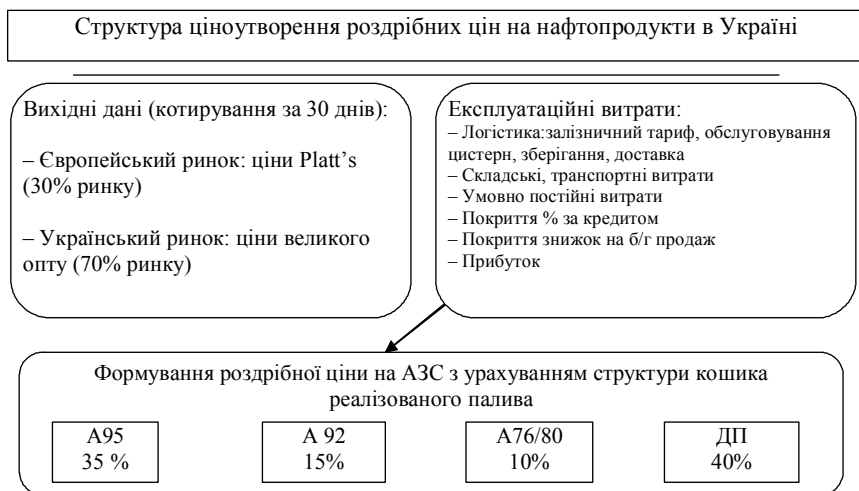 Структура ціноутворення роздрібних цін на нафтопродукти в Україні
Вихідні дані (котирування за 30 днів):
– Європейський ринок: ціни Platt’s
(30% ринку)
– Український ринок: ціни великого
опту (70% ринку)
Експлуатаційні витрати:
– Логістика:залізничний тариф, обслуговування
цистерн, зберігання, доставка
– Складські, транспортні витрати
– Умовно постійні витрати
– Покриття % за кредитом
– Покриття знижок на б/г продаж
– Прибуток
Формування роздрібної ціни на АЗС з урахуванням структури кошика
реалізованого палива
А95
35 %
А 92
15%
А76/80
10%
ДП
40%